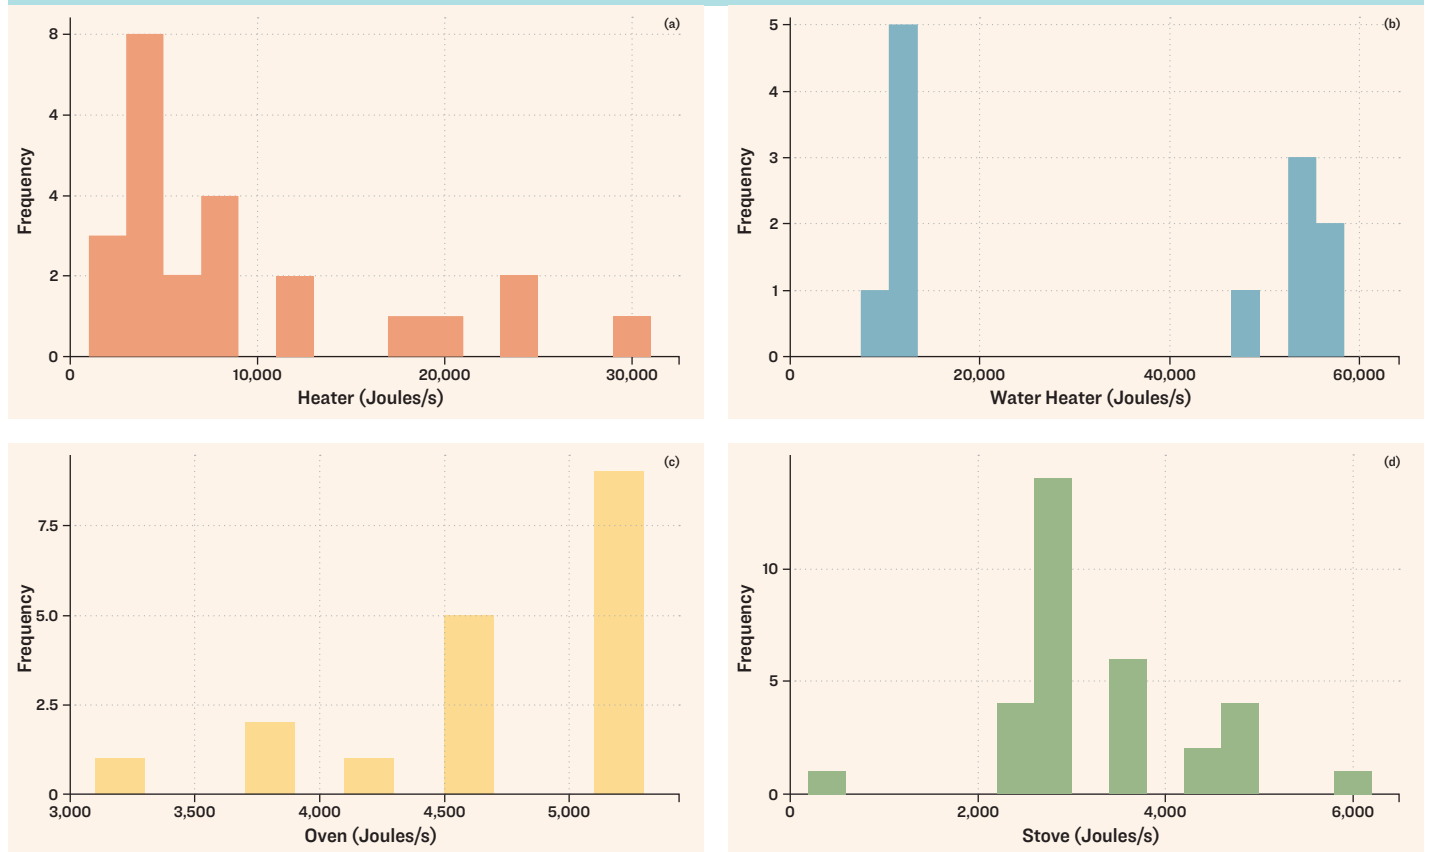 (a)
Frequency
8
4
4
2
0
0 10,000 20,000 30,000
Heater (Joules/s)
(b)
Frequency
5
4
3
2
1
0
0 20,000 40,000 60,000
Water Heater (Joules/s)
(c)
Frequency
7.5
5.0
2.5
0
3,000 3,500 4,000 4,500 5,000
Oven (Joules/s)
(d)
Frequency
10
5
0
0 2,000 4,000 6,000
Stove (Joules/s)